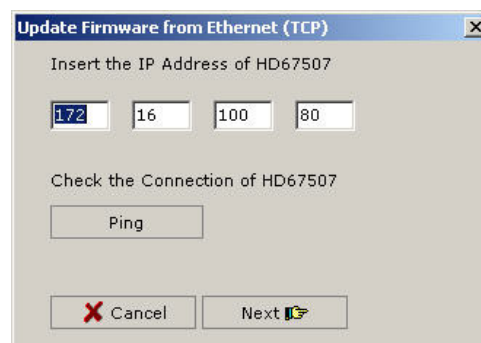 Update Firmware from Ethernet (TCP)
Insert the IP Address of HD67507
172 16 100 80
Check the Connection of HD67507
Ping
Cancel Next